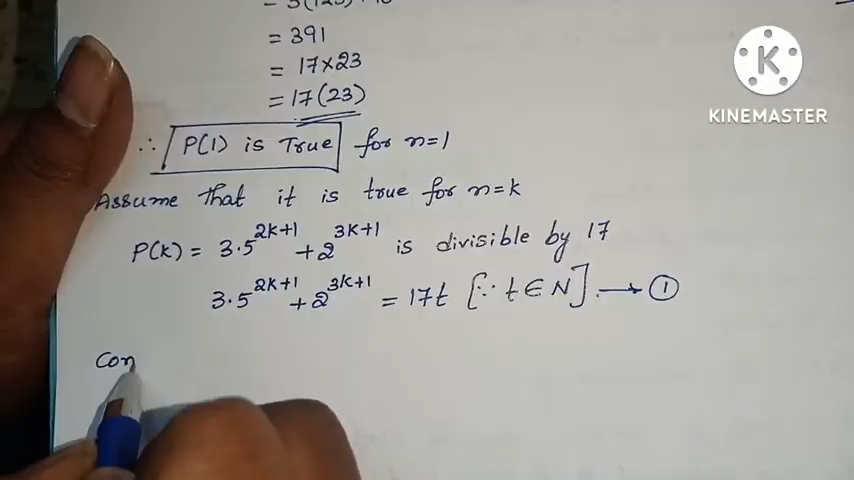 = 391
= 17×23
= 17(23)
∴ P(1) is True for n=1
Assume that it is true for n=k
P(k) = 3·5^{2k+1} + 2^{3k+1} is divisible by 17
3·5^{2k+1} + 2^{3k+1} = 17t [∵ t ∈ N] → ①
Con
K
KINEMASTER